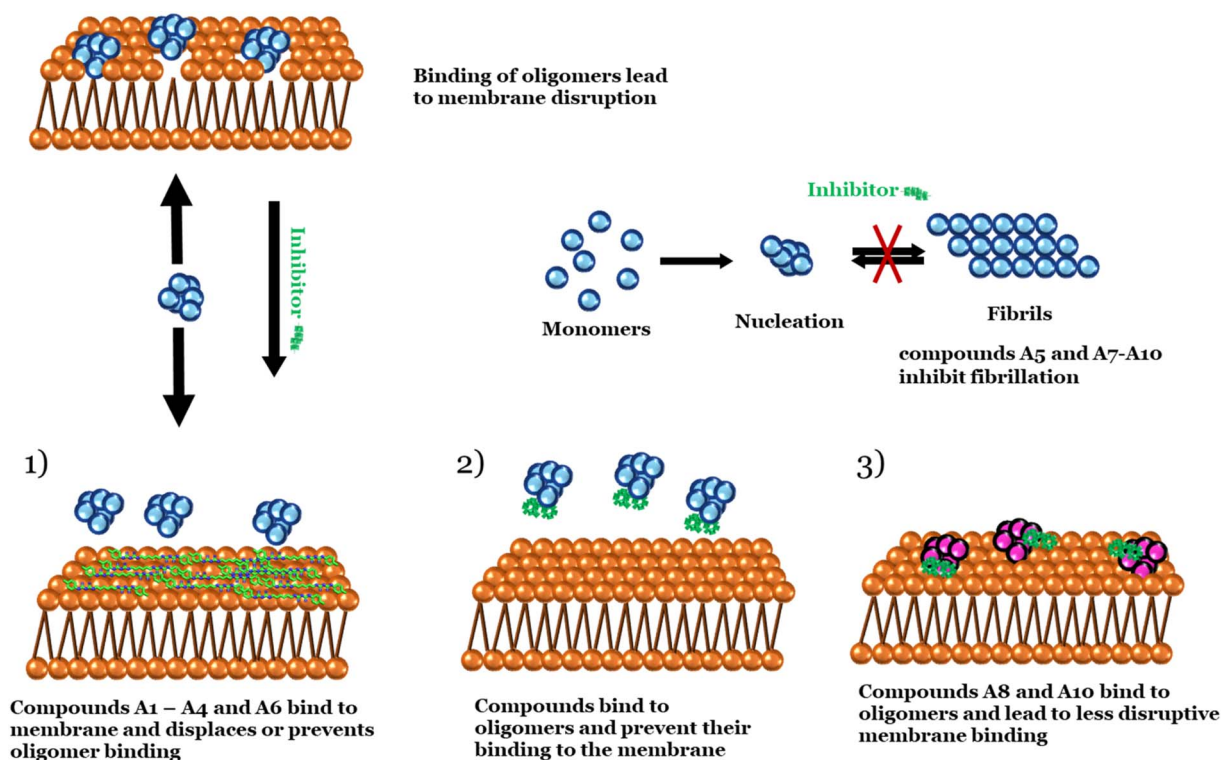 Binding of oligomers lead
to membrane disruption
Inhibitor
Inhibitor
Monomers
Nucleation
Fibrils
compounds A5 and A7-A10
inhibit fibrillation
1)
Compounds A1 – A4 and A6 bind to
membrane and displaces or prevents
oligomer binding
2)
Compounds bind to
oligomers and prevent their
binding to the membrane
3)
Compounds A8 and A10 bind to
oligomers and lead to less disruptive
membrane binding